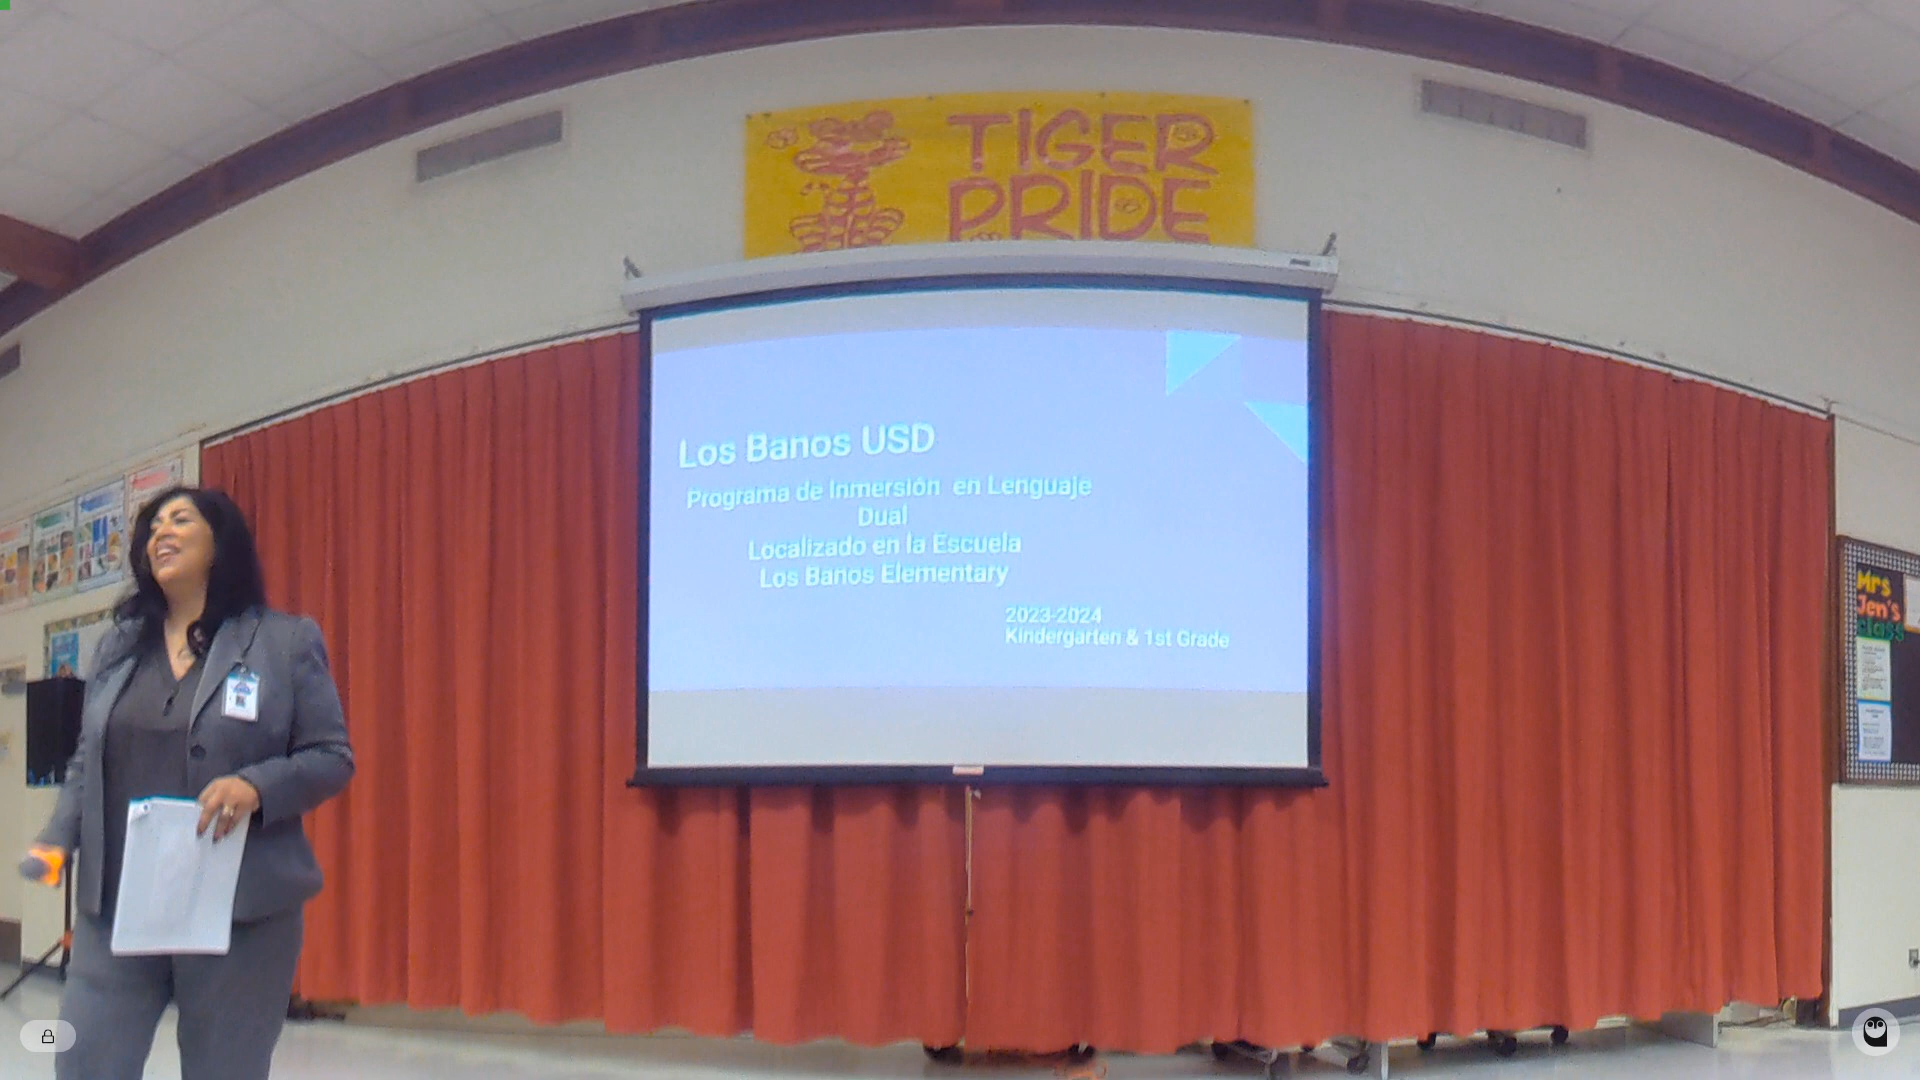 TIGER
PRIDE
Los Banos USD
Programa de Inmersión en Lenguaje
Dual
Localizado en la Escuela
Los Banos Elementary
2023-2024
Kindergarten & 1st Grade
Mrs
Jen's
class